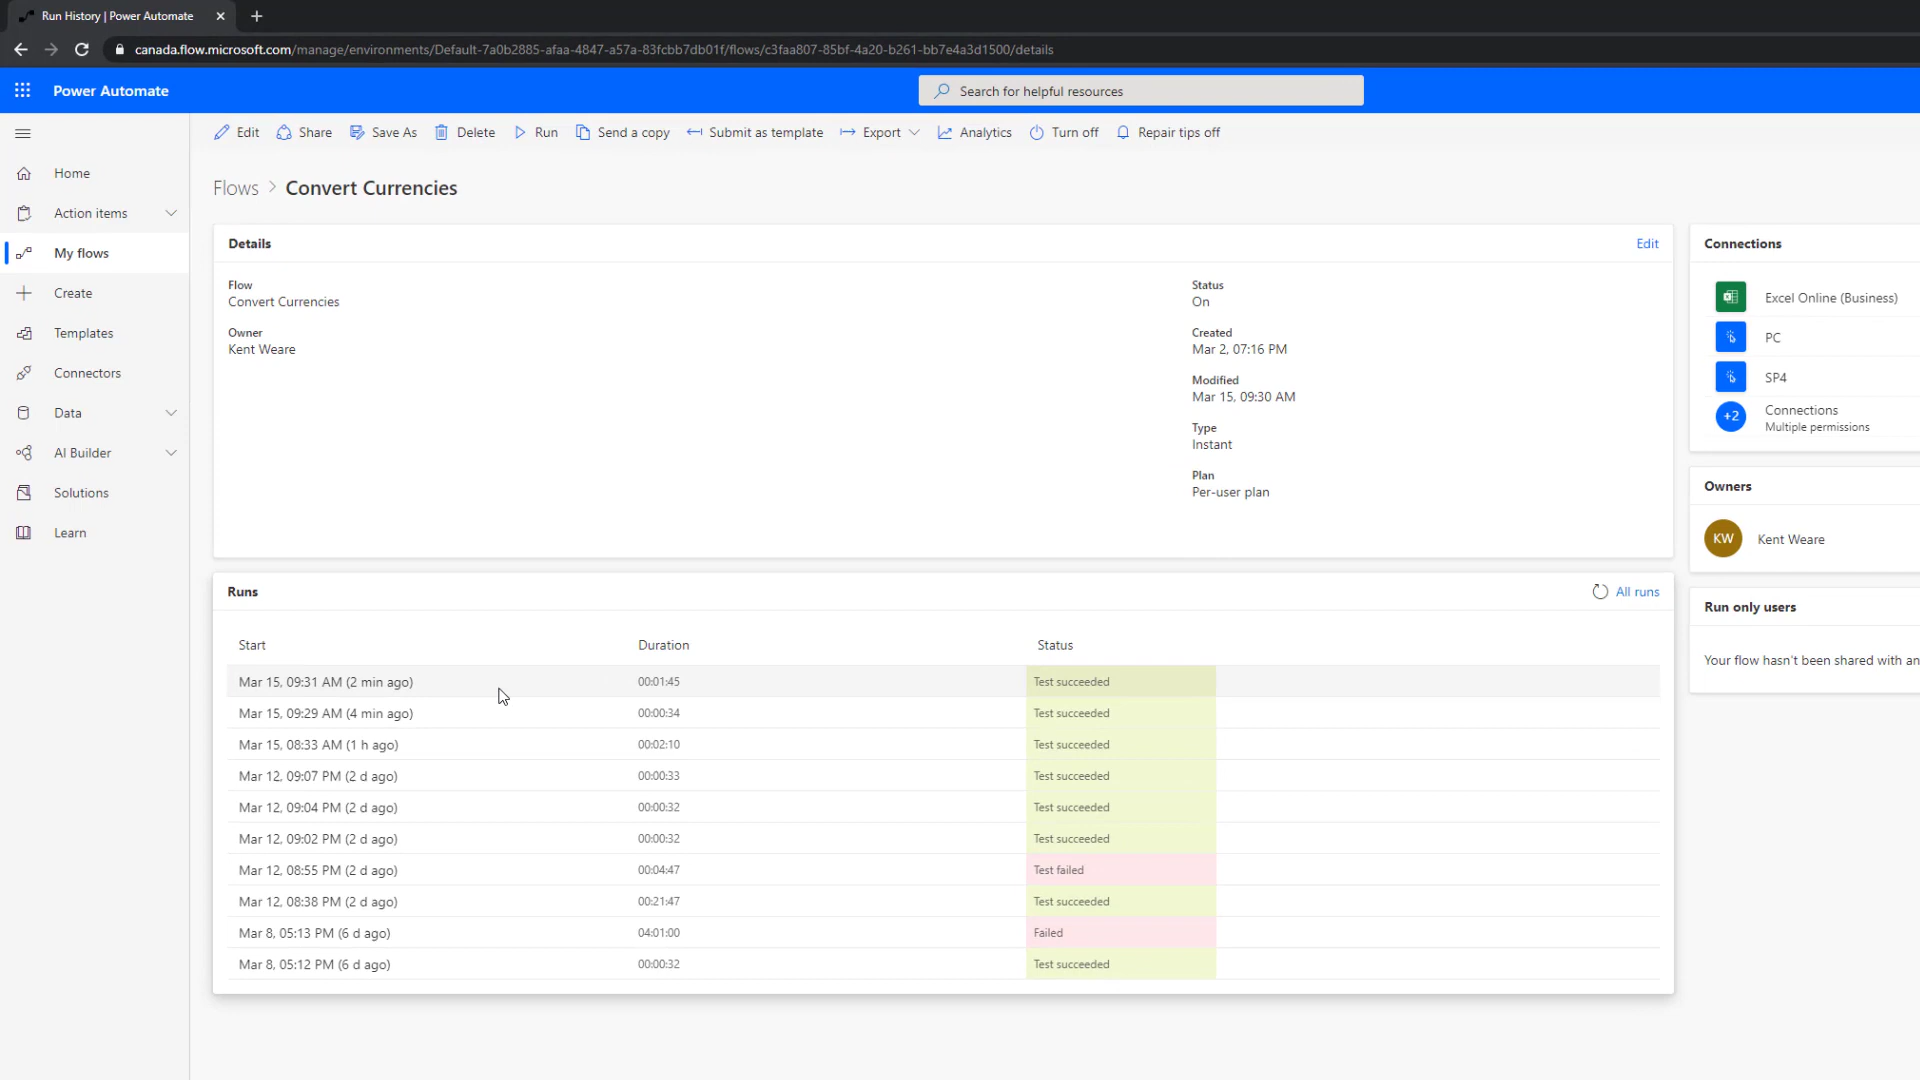 Run History | Power Automate
canada.flow.microsoft.com/manage/environments/Default-7a0b2885-afaa-4847-a57a-83fcbb7db01f/flows/c3faa807-85bf-4a20-b261-bb7e4a3d1500/details
Power Automate
Search for helpful resources
Edit Share Save As Delete Run Send a copy Submit as template Export Analytics Turn off Repair tips off
Home
Action items
My flows
Create
Templates
Connectors
Data
AI Builder
Solutions
Learn
Flows > Convert Currencies
Details Edit
Flow
Convert Currencies
Owner
Kent Weare
Status
On
Created
Mar 2, 07:16 PM
Modified
Mar 15, 09:30 AM
Type
Instant
Plan
Per-user plan
Runs All runs
Start Duration Status
Mar 15, 09:31 AM (2 min ago) 00:01:45 Test succeeded
Mar 15, 09:29 AM (4 min ago) 00:00:34 Test succeeded
Mar 15, 08:33 AM (1 h ago) 00:02:10 Test succeeded
Mar 12, 09:07 PM (2 d ago) 00:00:33 Test succeeded
Mar 12, 09:04 PM (2 d ago) 00:00:32 Test succeeded
Mar 12, 09:02 PM (2 d ago) 00:00:32 Test succeeded
Mar 12, 08:55 PM (2 d ago) 00:04:47 Test failed
Mar 12, 08:38 PM (2 d ago) 00:21:47 Test succeeded
Mar 8, 05:13 PM (6 d ago) 04:01:00 Failed
Mar 8, 05:12 PM (6 d ago) 00:00:32 Test succeeded
Connections
Excel Online (Business)
PC
SP4
+2 Connections
Multiple permissions
Owners
KW Kent Weare
Run only users
Your flow hasn't been shared with an